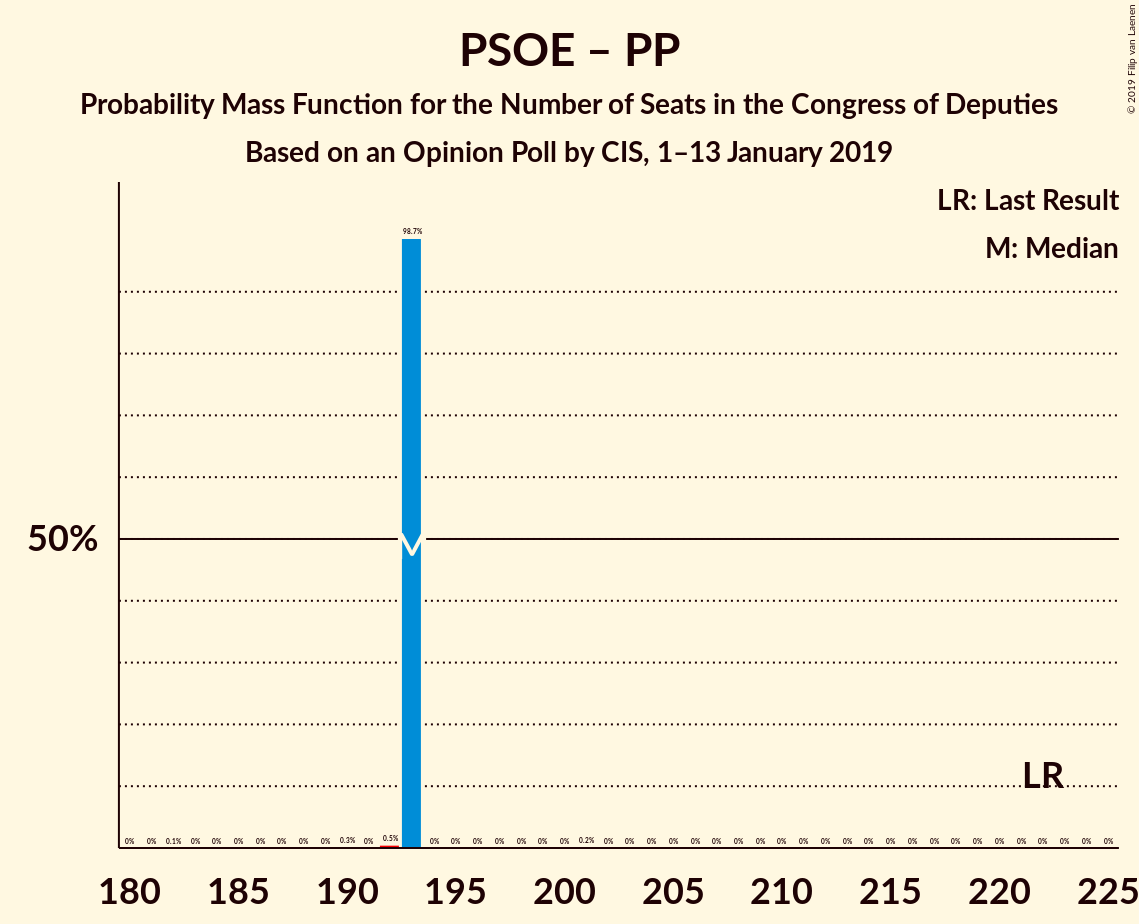 PSOE – PP
Probability Mass Function for the Number of Seats in the Congress of Deputies
Based on an Opinion Poll by CIS, 1–13 January 2019
© 2019 Filip van Laenen
LR: Last Result
M: Median
98.7%
50%
LR
0% 0% 0.1% 0% 0% 0% 0% 0% 0% 0% 0.3% 0% 0.5% 0% 0% 0% 0% 0% 0% 0% 0.2% 0% 0% 0% 0% 0% 0% 0% 0% 0% 0% 0% 0% 0% 0% 0% 0% 0% 0% 0% 0% 0% 0% 0% 0%
180 185 190 195 200 205 210 215 220 225